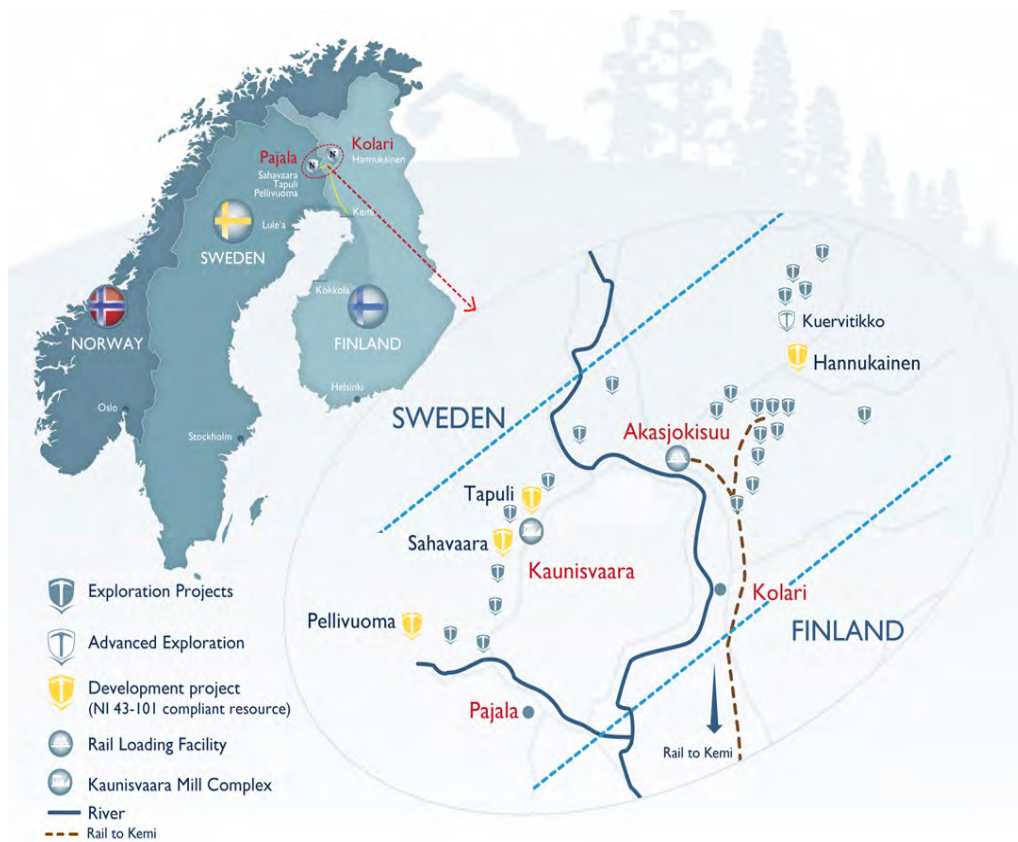 Kolari
Hannukainen
Pajala
Sahavaara
Tapuli
Pellivuoma
N
N
Kemi
Lule'a
SWEDEN
Kokkola
NORWAY
FINLAND
Helsinki
Oslo
Stockholm
Kuervitikko
Hannukainen
SWEDEN
Akasjokisuu
Tapuli
Sahavaara
Kaunisvaara
Kolari
Pellivuoma
FINLAND
Pajala
Rail to Kemi
Exploration Projects
Advanced Exploration
Development project
(NI 43-101 compliant resource)
Rail Loading Facility
Kaunisvaara Mill Complex
River
Rail to Kemi